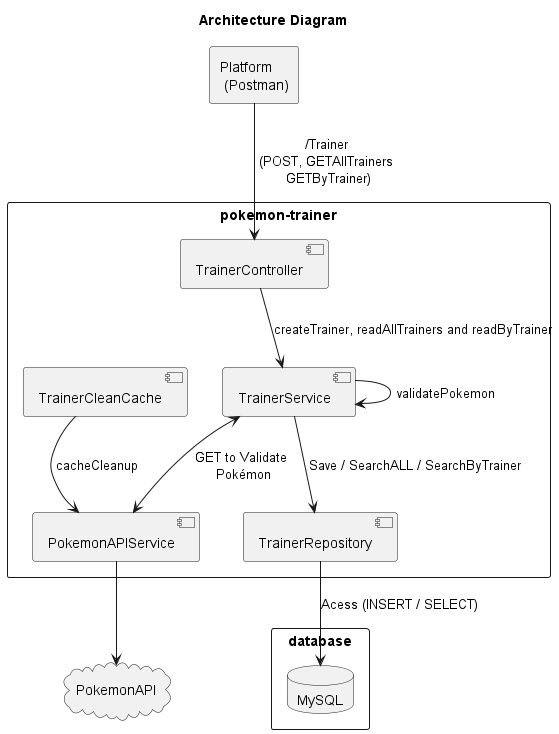 Architecture Diagram
Platform
(Postman)
/Trainer
(POST, GETAllTrainers
GETByTrainer)
pokemon-trainer
TrainerController
createTrainer, readAllTrainers and readByTrainer
TrainerCleanCache
TrainerService
validatePokemon
cacheCleanup
GET to Validate
Pokémon
Save / SearchALL / SearchByTrainer
PokemonAPIService
TrainerRepository
Acess (INSERT / SELECT)
database
PokemonAPI
MySQL